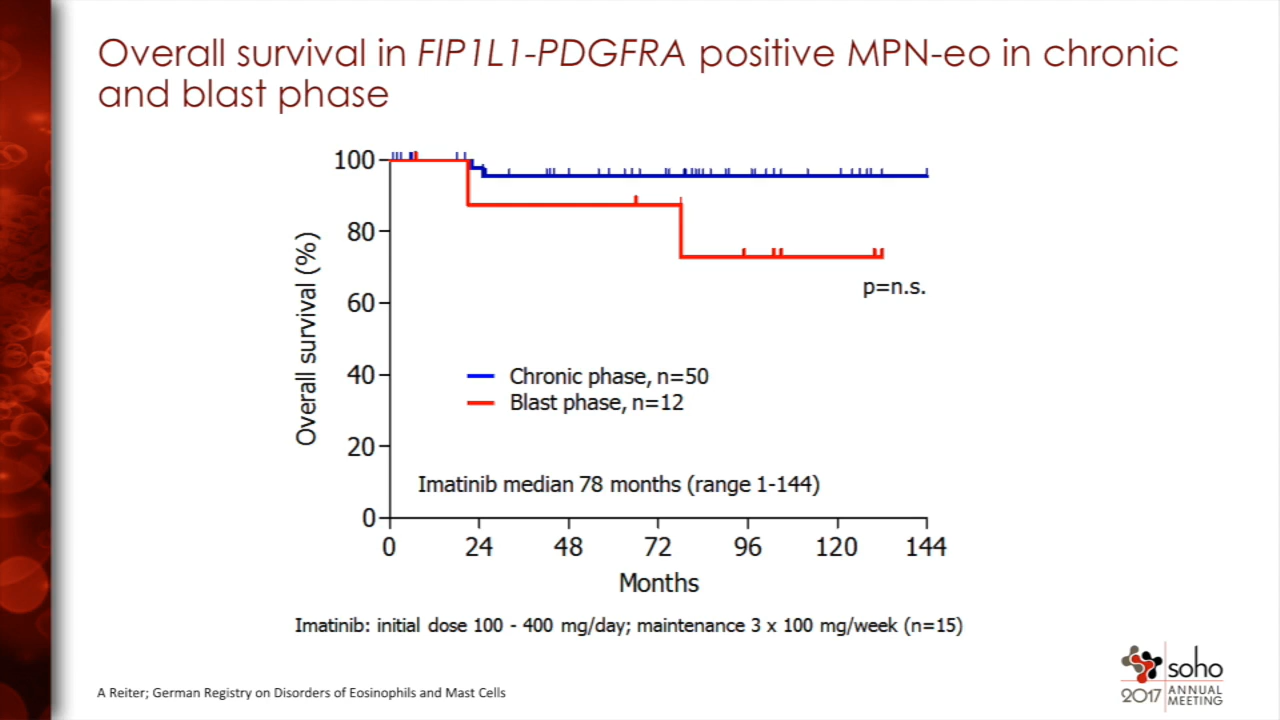 Overall survival in FIP1L1-PDGFRA positive MPN-eo in chronic
and blast phase
100
80
60
40
20
0
Overall survival (%)
p=n.s.
Chronic phase, n=50
Blast phase, n=12
Imatinib median 78 months (range 1-144)
0 24 48 72 96 120 144
Months
Imatinib: initial dose 100 - 400 mg/day; maintenance 3 x 100 mg/week (n=15)
A Reiter; German Registry on Disorders of Eosinophils and Mast Cells
soho
2017 ANNUAL
MEETING